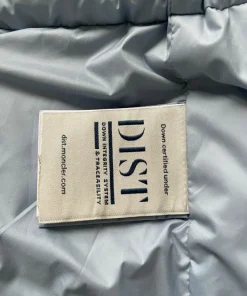 Down certified under
DIST
DOWN INTEGRITY SYSTEM
& TRACEABILITY
dist.moncler.com